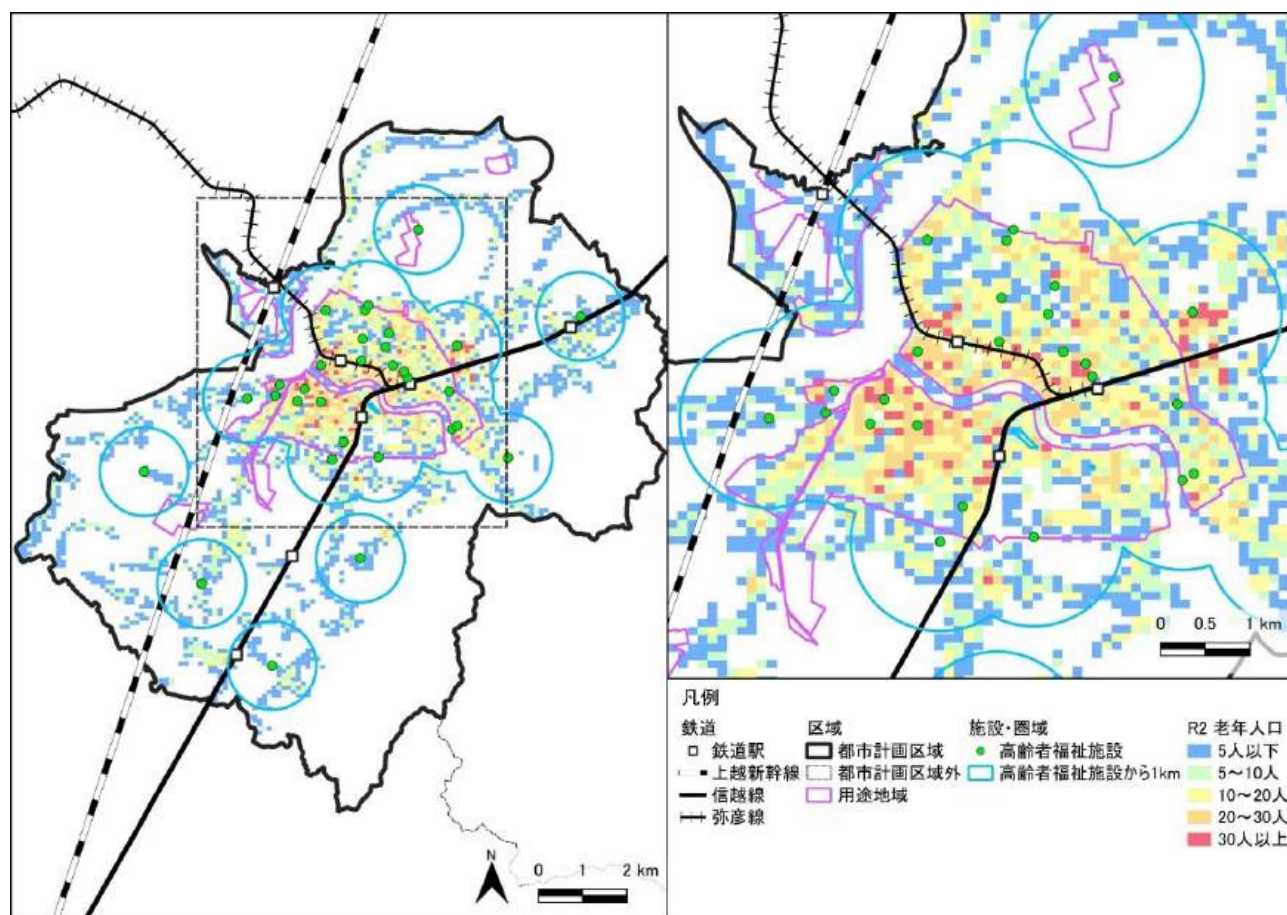 N
0 1 2 km
0 0.5 1 km
凡例
鉄道
鉄道駅
上越新幹線
信越線
弥彦線
区域
都市計画区域
都市計画区域外
用途地域
施設・圏域
高齢者福祉施設
高齢者福祉施設から1km
R2 老年人口
5人以下
5～10人
10～20人
20～30人
30人以上